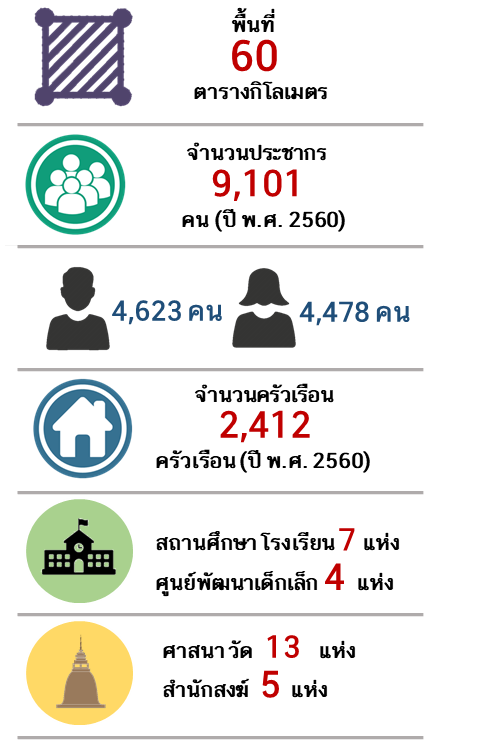 พื้นที่
60
ตารางกิโลเมตร
จำนวนประชากร
9,101
คน (ปี พ.ศ. 2560)
4,623 คน 4,478 คน
จำนวนครัวเรือน
2,412
ครัวเรือน (ปี พ.ศ. 2560)
สถานศึกษา โรงเรียน 7 แห่ง
ศูนย์พัฒนาเด็กเล็ก 4 แห่ง
ศาสนา วัด 13 แห่ง
สำนักสงฆ์ 5 แห่ง